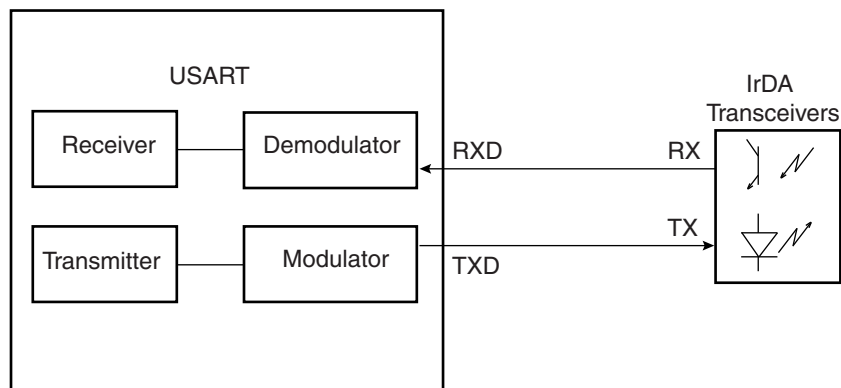 USART
IrDA
Transceivers
Receiver
Demodulator
RXD
RX
Transmitter
Modulator
TX
TXD